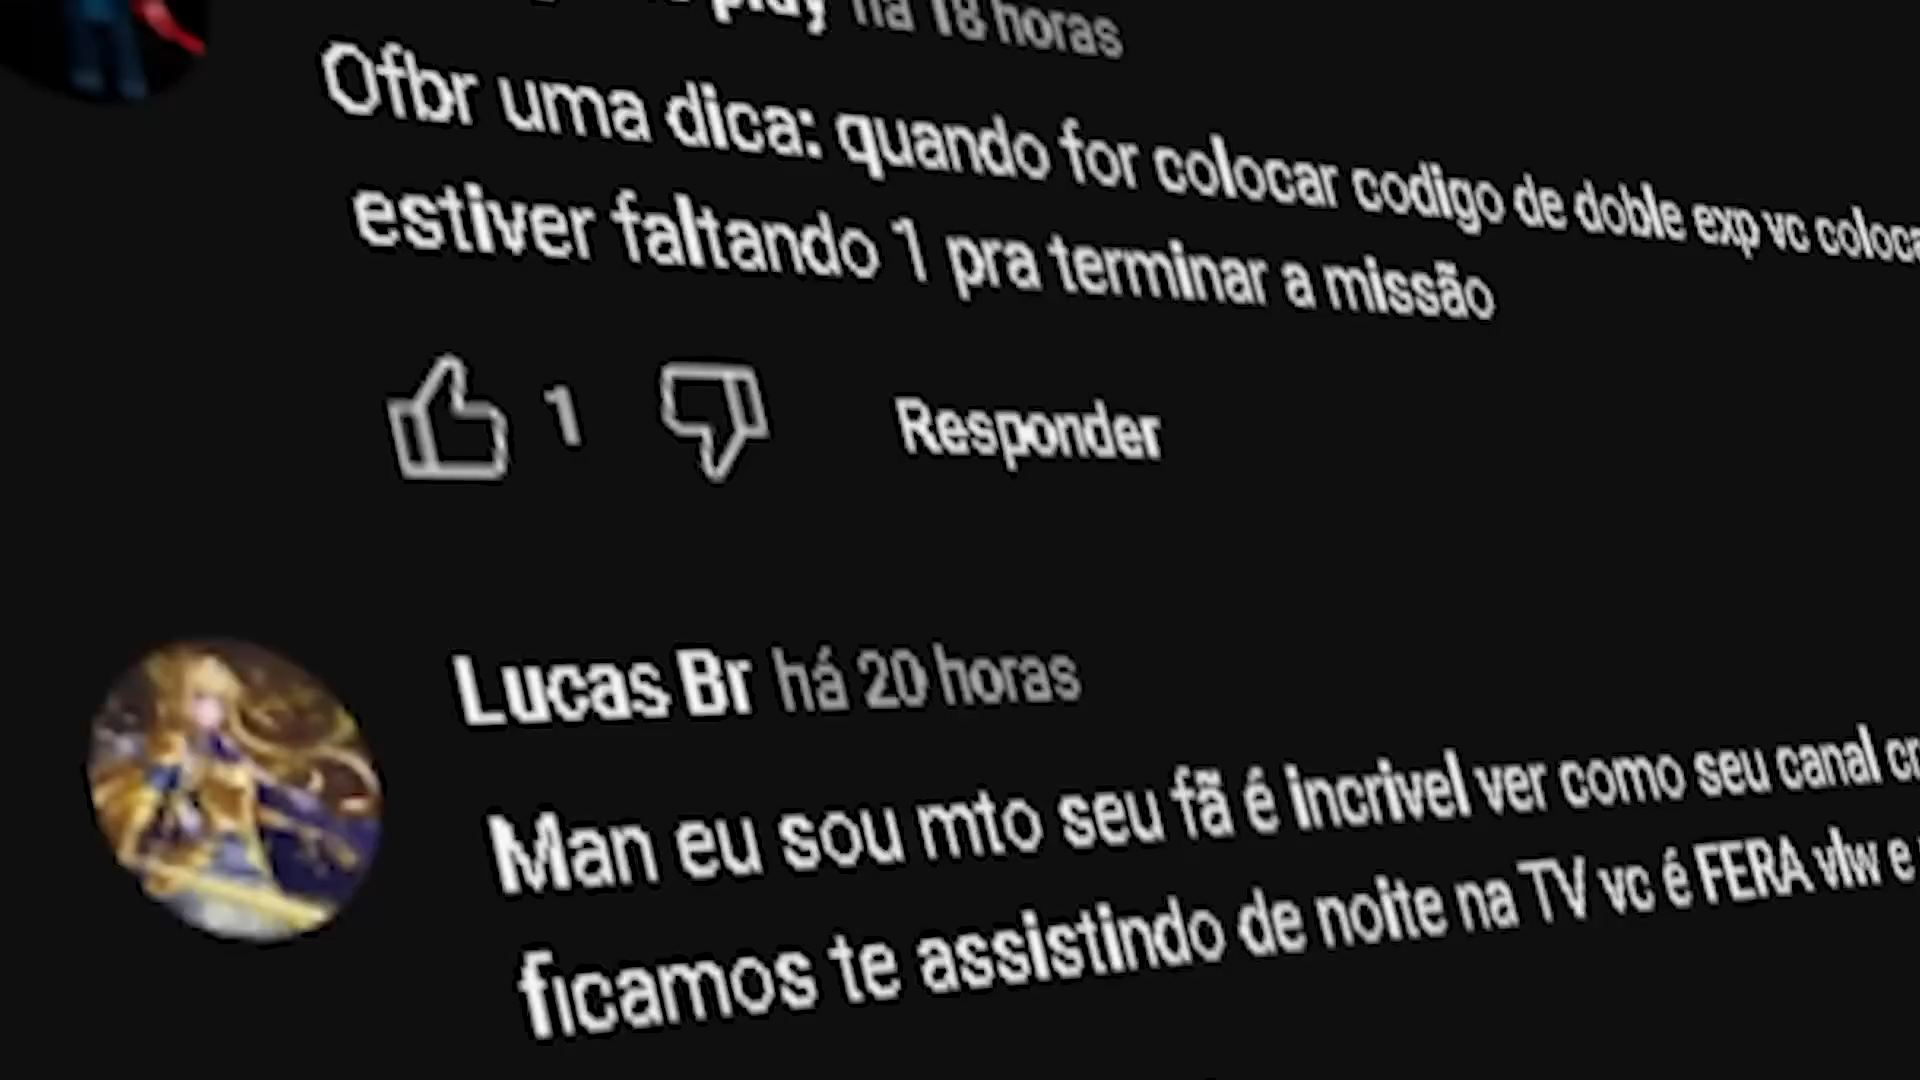 play há 18 horas
Ofbr uma dica: quando for colocar codigo de doble exp vc coloca
estiver faltando 1 pra terminar a missão
1 Responder
Lucas Br há 20 horas
Man eu sou mto seu fã é incrivel ver como seu canal cr
ficamos te assistindo de noite na TV vc é FERA vlw e